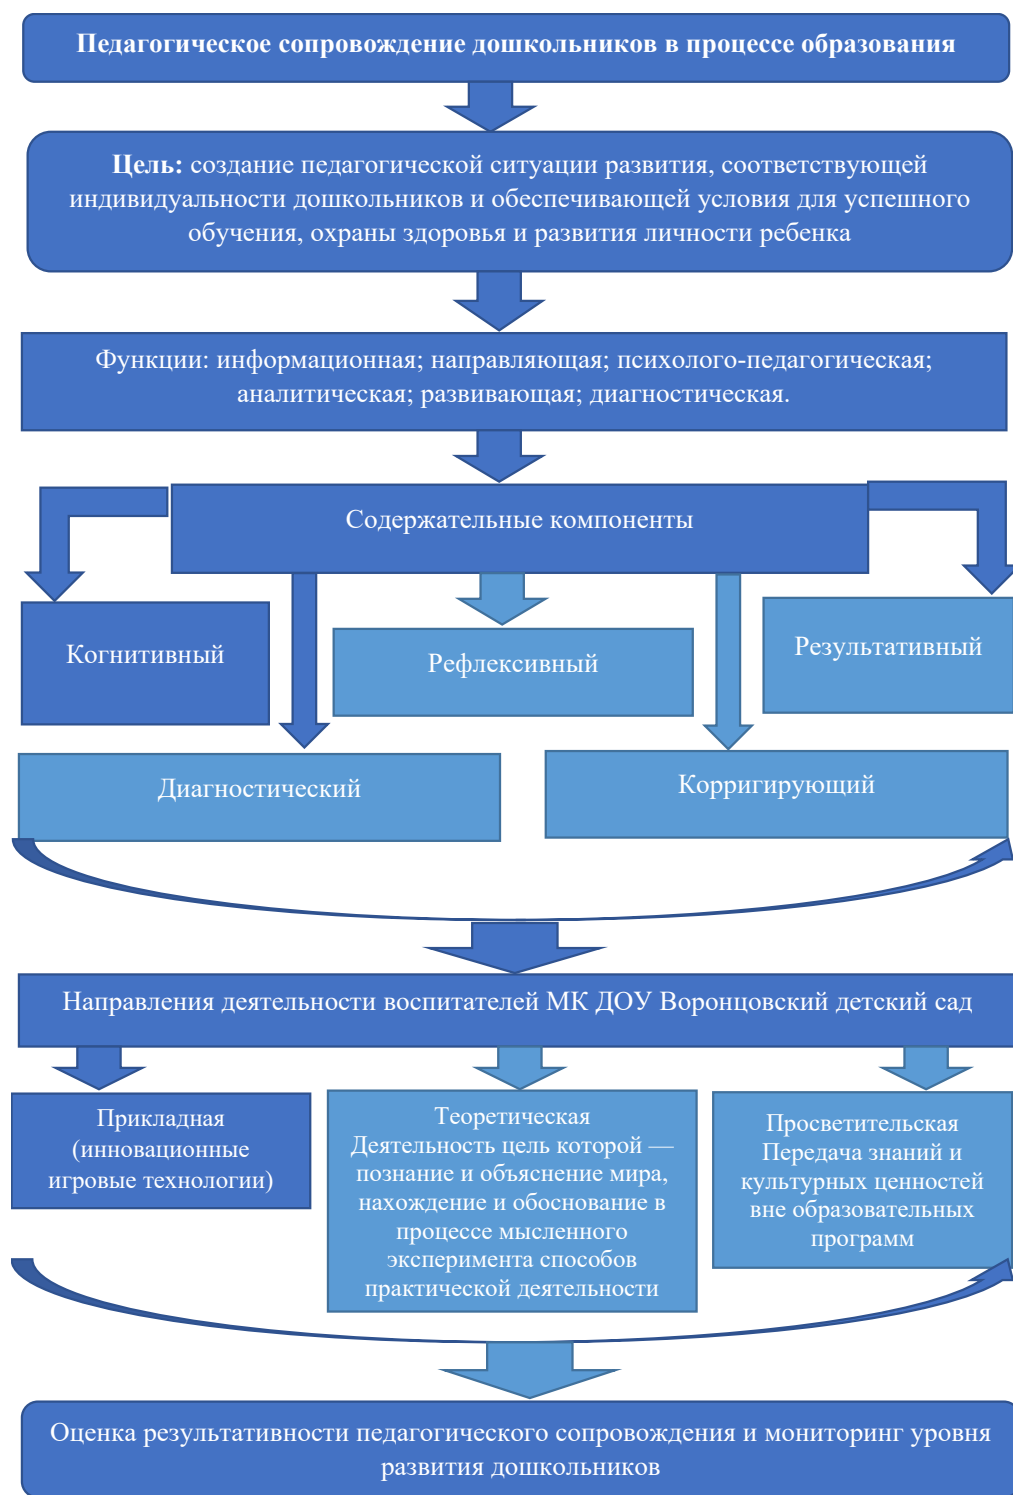 Педагогическое сопровождение дошкольников в процессе образования
Цель: создание педагогической ситуации развития, соответствующей
индивидуальности дошкольников и обеспечивающей условия для успешного
обучения, охраны здоровья и развития личности ребенка
Функции: информационная; направляющая; психолого-педагогическая;
аналитическая; развивающая; диагностическая.
Содержательные компоненты
Когнитивный
Рефлексивный
Результативный
Диагностический
Корригирующий
Направления деятельности воспитателей МК ДОУ Воронцовский детский сад
Прикладная
(инновационные
игровые технологии)
Теоретическая
Деятельность цель которой —
познание и объяснение мира,
нахождение и обоснование в
процессе мысленного
эксперимента способов
практической деятельности
Просветительская
Передача знаний и
культурных ценностей
вне образовательных
программ
Оценка результативности педагогического сопровождения и мониторинг уровня
развития дошкольников